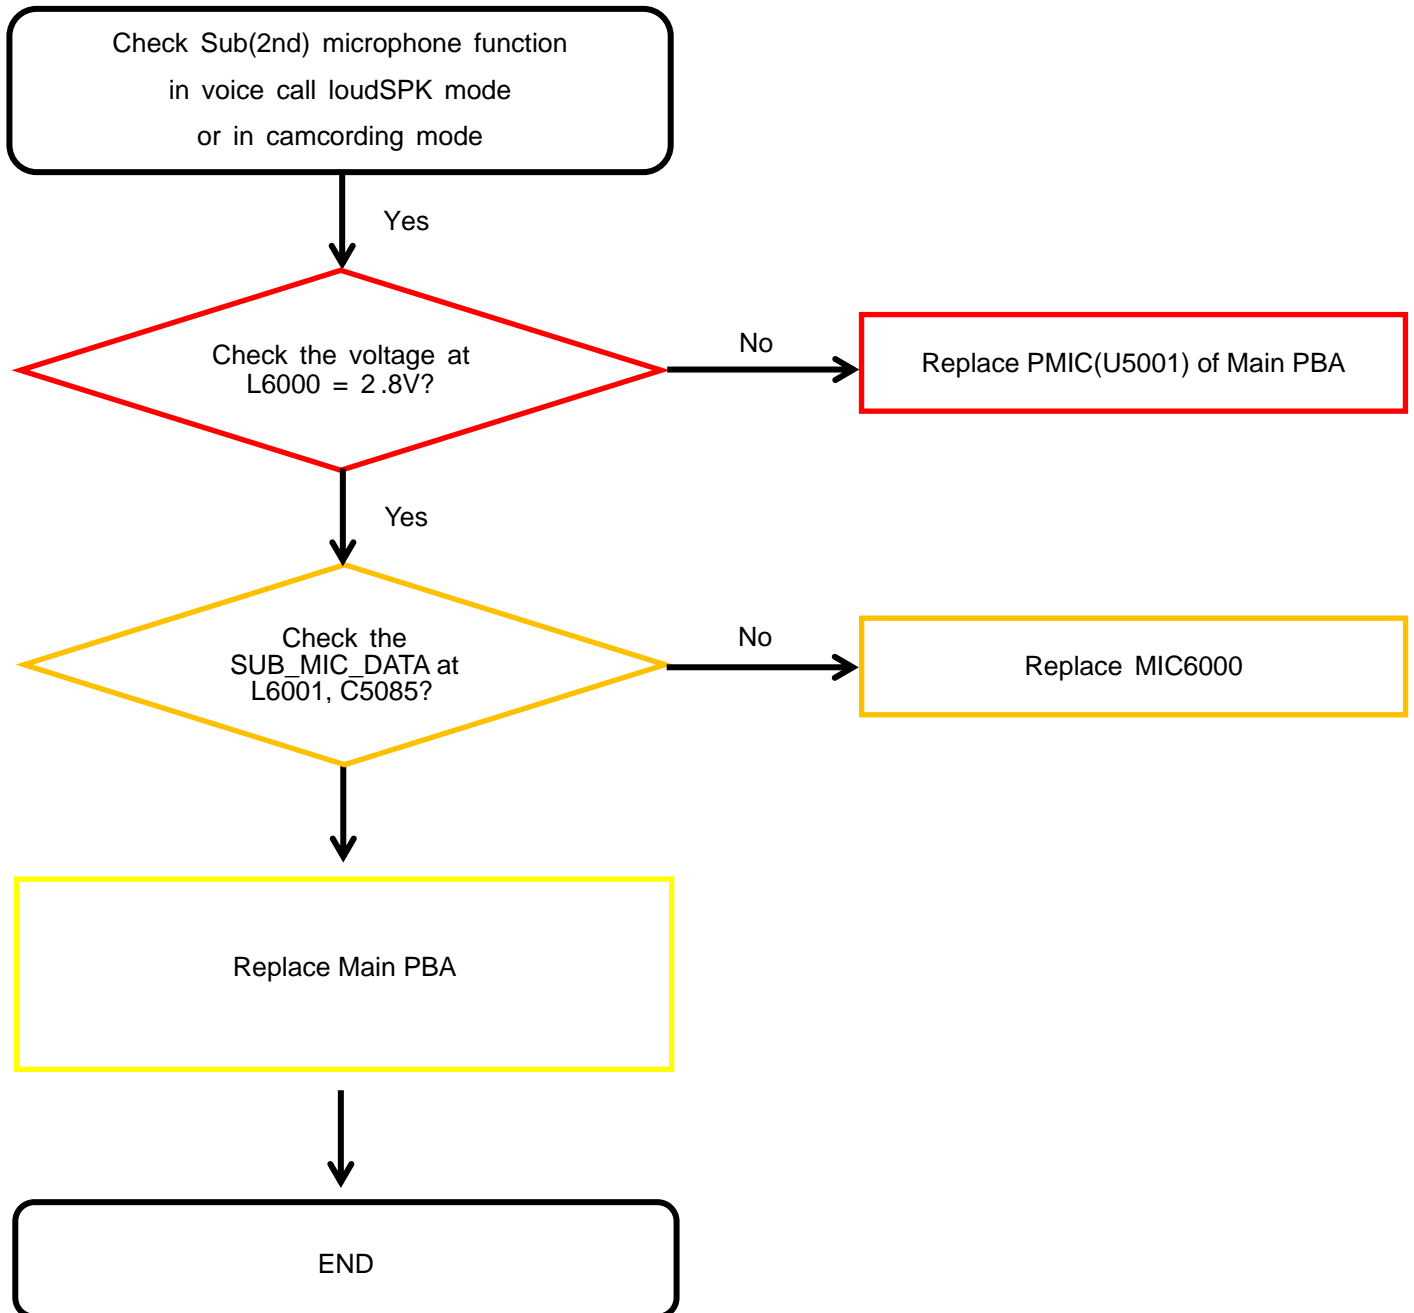 Check Sub(2nd) microphone function
in voice call loudSPK mode
or in camcording mode
Yes
Check the voltage at
L6000 = 2.8V?
No
Replace PMIC(U5001) of Main PBA
Yes
Check the
SUB_MIC_DATA at
L6001, C5085?
No
Replace MIC6000
Replace Main PBA
END